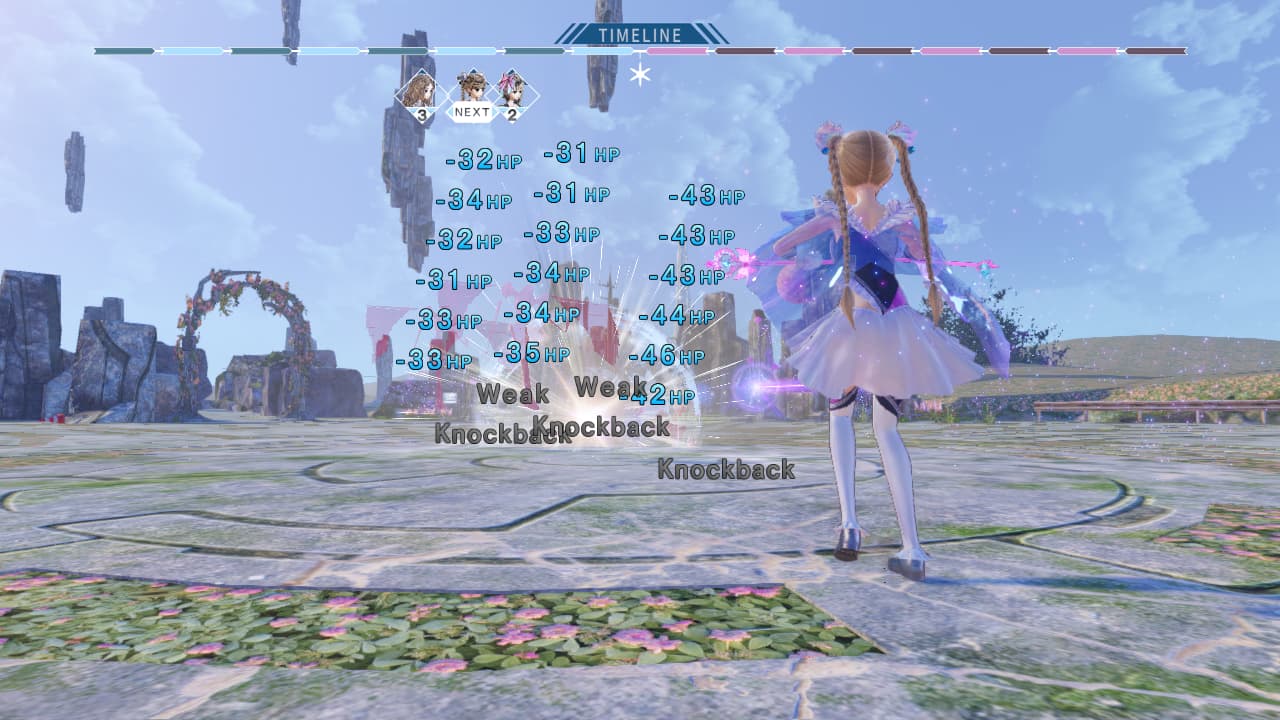 TIMELINE
3 NEXT 2
-32HP -31HP
-34HP -31HP -43HP
-32HP -33HP -43HP
-31HP -34HP -43HP
-33HP -34HP -44HP
-33HP -35HP -46HP
Weak Weak -42HP
Knockback Knockback
Knockback